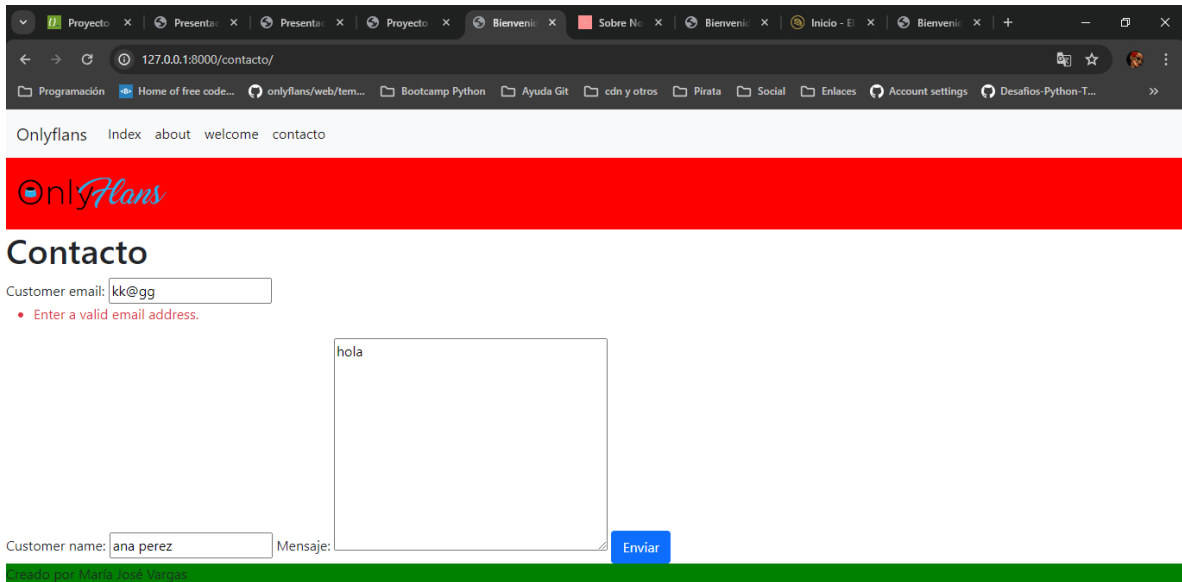 Proyecto
Presentac
Presentac
Proyecto
Bienvenic
Sobre No
Bienvenic
Inicio - El
Bienvenic
127.0.0.1:8000/contacto/
Programación
Home of free code...
onlyflans/web/tem...
Bootcamp Python
Ayuda Git
cdn y otros
Pirata
Social
Enlaces
Account settings
Desafios-Python-T...
Onlyflans Index about welcome contacto
OnlyFlans
Contacto
Customer email: kk@gg
Enter a valid email address.
hola
Customer name: ana perez Mensaje: Enviar
Creado por María José Vargas